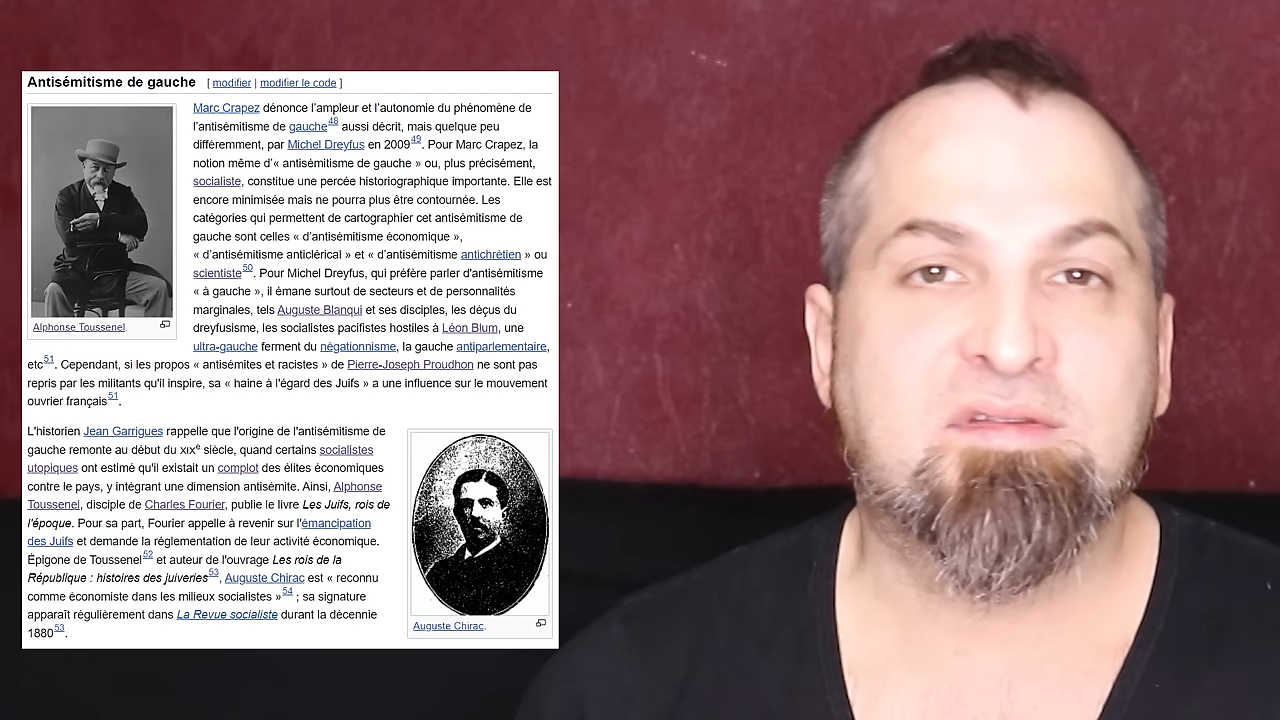 Antisémitisme de gauche [ modifier | modifier le code ]
Marc Crapez dénonce l'ampleur et l'autonomie du phénomène de
l'antisémitisme de gauche48 aussi décrit, mais quelque peu
différemment, par Michel Dreyfus en 200949. Pour Marc Crapez, la
notion même d'« antisémitisme de gauche » ou, plus précisément,
socialiste, constitue une percée historiographique importante. Elle est
encore minimisée mais ne pourra plus être contournée. Les
catégories qui permettent de cartographier cet antisémitisme de
gauche sont celles « d'antisémitisme économique »,
« d'antisémitisme anticlérical » et « d'antisémitisme antichrétien » ou
scientiste50. Pour Michel Dreyfus, qui préfère parler d'antisémitisme
« à gauche », il émane surtout de secteurs et de personnalités
marginales, tels Auguste Blanqui et ses disciples, les déçus du
dreyfusisme, les socialistes pacifistes hostiles à Léon Blum, une
ultra-gauche ferment du négationnisme, la gauche antiparlementaire,
etc51. Cependant, si les propos « antisémites et racistes » de Pierre-Joseph Proudhon ne sont pas
repris par les militants qu'il inspire, sa « haine à l'égard des Juifs » a une influence sur le mouvement
ouvrier français51.
Alphonse Toussenel.
L'historien Jean Garrigues rappelle que l'origine de l'antisémitisme de
gauche remonte au début du XIXe siècle, quand certains socialistes
utopiques ont estimé qu'il existait un complot des élites économiques
contre le pays, y intégrant une dimension antisémite. Ainsi, Alphonse
Toussenel, disciple de Charles Fourier, publie le livre Les Juifs, rois de
l'époque. Pour sa part, Fourier appelle à revenir sur l'émancipation
des Juifs et demande la réglementation de leur activité économique.
Épigone de Toussenel52 et auteur de l'ouvrage Les rois de la
République : histoires des juiveries53, Auguste Chirac est « reconnu
comme économiste dans les milieux socialistes »54 ; sa signature
apparaît régulièrement dans La Revue socialiste durant la décennie
188053.
Auguste Chirac.